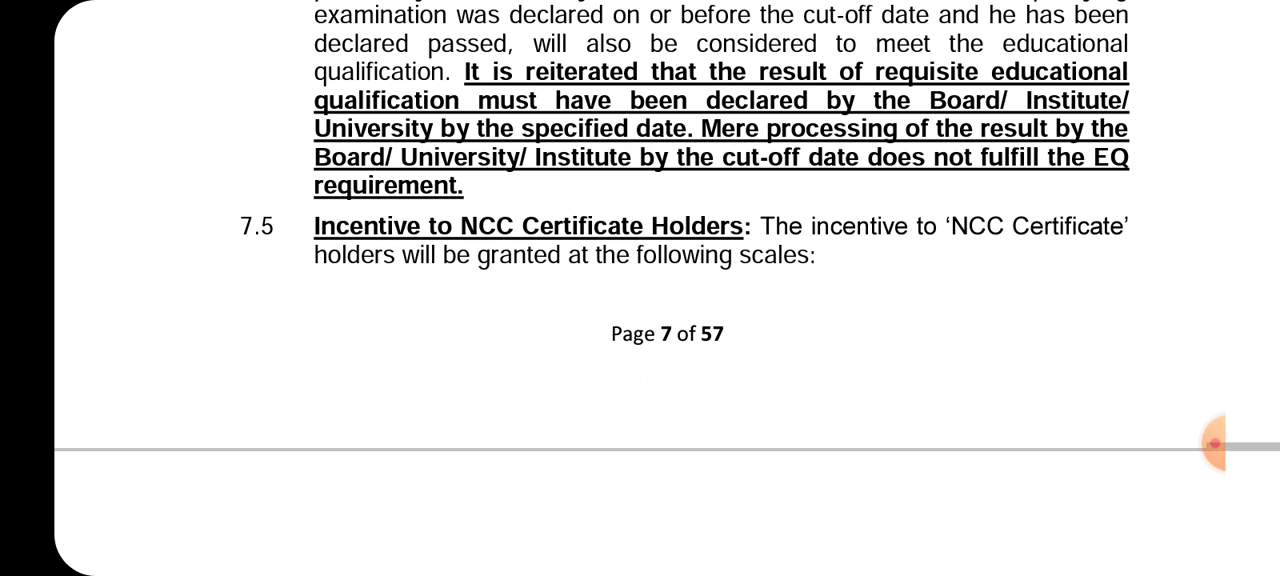 examination was declared on or before the cut-off date and he has been
declared passed, will also be considered to meet the educational
qualification. It is reiterated that the result of requisite educational
qualification must have been declared by the Board/ Institute/
University by the specified date. Mere processing of the result by the
Board/ University/ Institute by the cut-off date does not fulfill the EQ
requirement.
7.5 Incentive to NCC Certificate Holders: The incentive to ‘NCC Certificate’
holders will be granted at the following scales:
Page 7 of 57